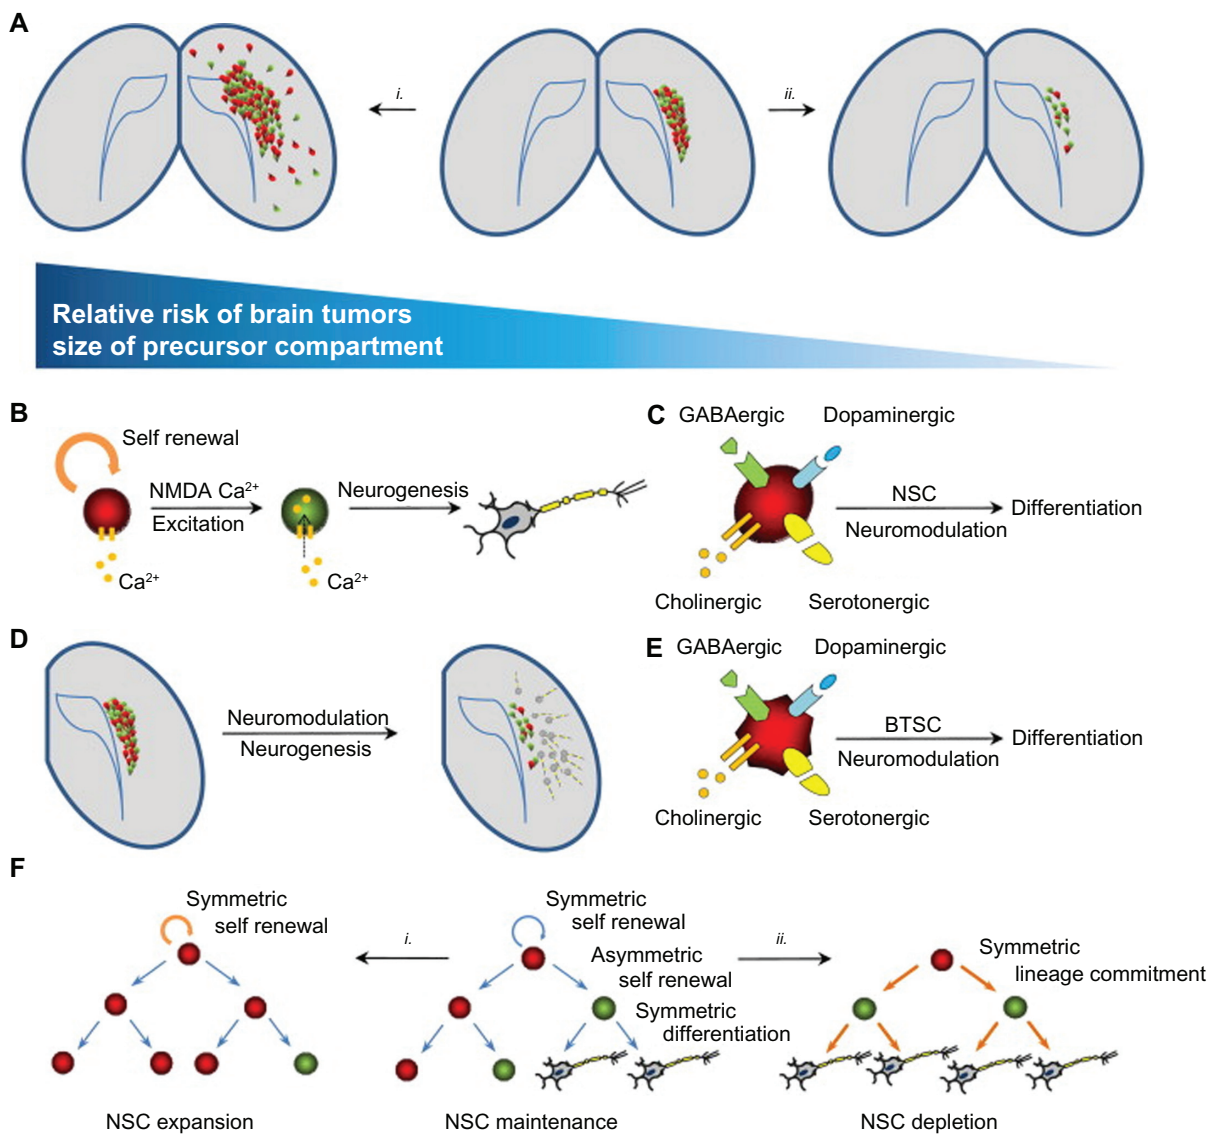 A
i.
ii.
Relative risk of brain tumors
size of precursor compartment
B
Self renewal
NMDA Ca²⁺
Excitation
Neurogenesis
Ca²⁺
Ca²⁺
C
GABAergic
Dopaminergic
NSC
Neuromodulation
Differentiation
Cholinergic
Serotonergic
D
Neuromodulation
Neurogenesis
E
GABAergic
Dopaminergic
BTSC
Neuromodulation
Differentiation
Cholinergic
Serotonergic
F
Symmetric
self renewal
i.
Symmetric
self renewal
Asymmetric
self renewal
Symmetric
differentiation
ii.
Symmetric
lineage commitment
NSC expansion
NSC maintenance
NSC depletion